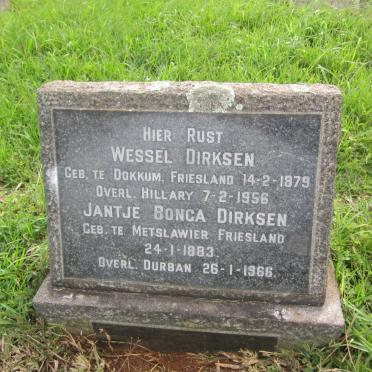 Hier Rust
Wessel Dirksen
Geb. te Dokkum, Friesland 14-2-1879
Overl. Hillary 7-2-1956
Jantje Bonga Dirksen
Geb. te Metslawier Friesland
24-1-1883
Overl. Durban 26-1-1966.